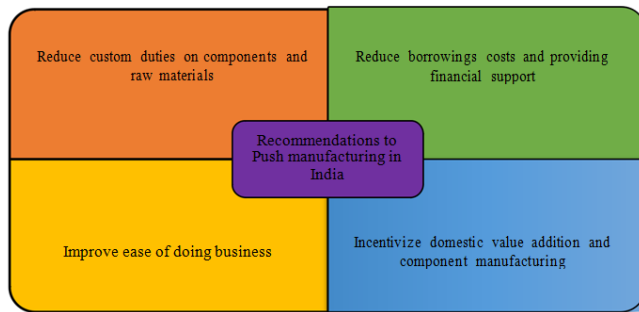 Reduce custom duties on components and
raw materials
Reduce borrowings costs and providing
financial support
Recommendations to
Push manufacturing in
India
Improve ease of doing business
Incentivize domestic value addition and
component manufacturing